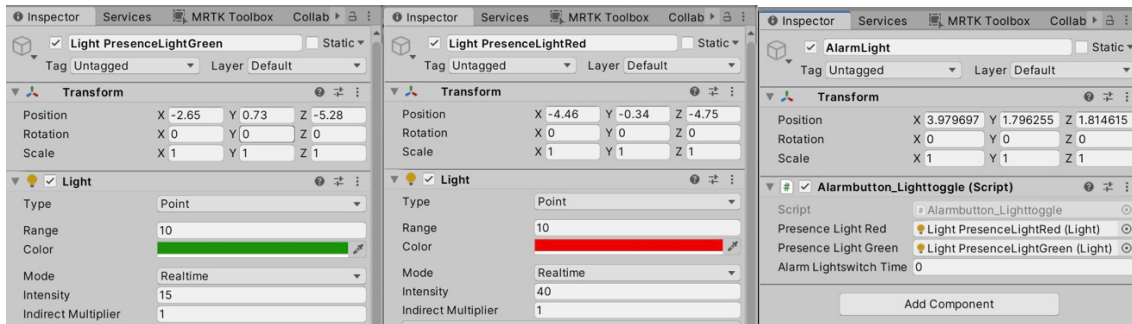 Inspector Services MRTK Toolbox Collab
Light PresenceLightGreen Static
Tag Untagged Layer Default
Transform
Position X -2.65 Y 0.73 Z -5.28
Rotation X 0 Y 0 Z 0
Scale X 1 Y 1 Z 1
Light
Type Point
Range 10
Color
Mode Realtime
Intensity 15
Indirect Multiplier 1
Inspector Services MRTK Toolbox Collab
Light PresenceLightRed Static
Tag Untagged Layer Default
Transform
Position X -4.46 Y -0.34 Z -4.75
Rotation X 0 Y 0 Z 0
Scale X 1 Y 1 Z 1
Light
Type Point
Range 10
Color
Mode Realtime
Intensity 40
Indirect Multiplier 1
Inspector Services MRTK Toolbox Collab
AlarmLight Static
Tag Untagged Layer Default
Transform
Position X 3.979697 Y 1.796255 Z 1.814615
Rotation X 0 Y 0 Z 0
Scale X 1 Y 1 Z 1
# Alarmbutton_Lighttoggle (Script)
Script # Alarmbutton_Lighttoggle
Presence Light Red Light PresenceLightRed (Light)
Presence Light Green Light PresenceLightGreen (Light)
Alarm Lightswitch Time 0
Add Component